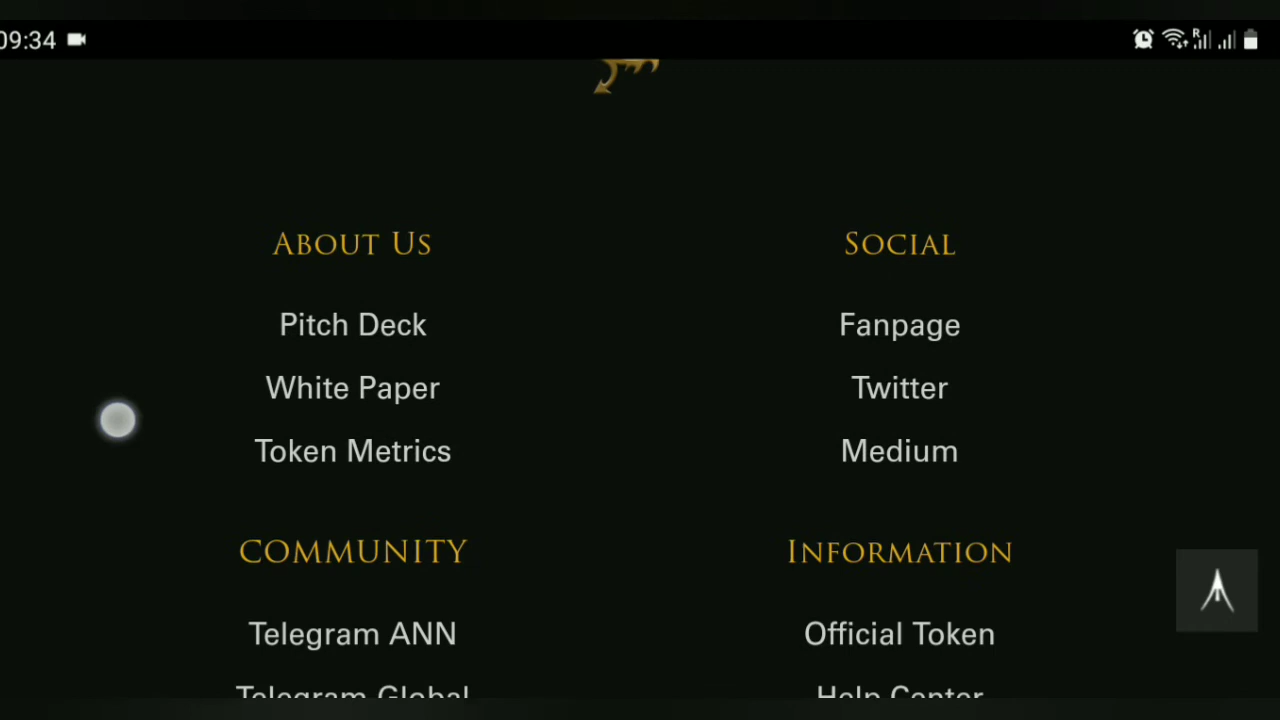 09:34
About Us
Pitch Deck
White Paper
Token Metrics
Social
Fanpage
Twitter
Medium
COMMUNITY
Telegram ANN
Telegram Global
Information
Official Token
Help Center